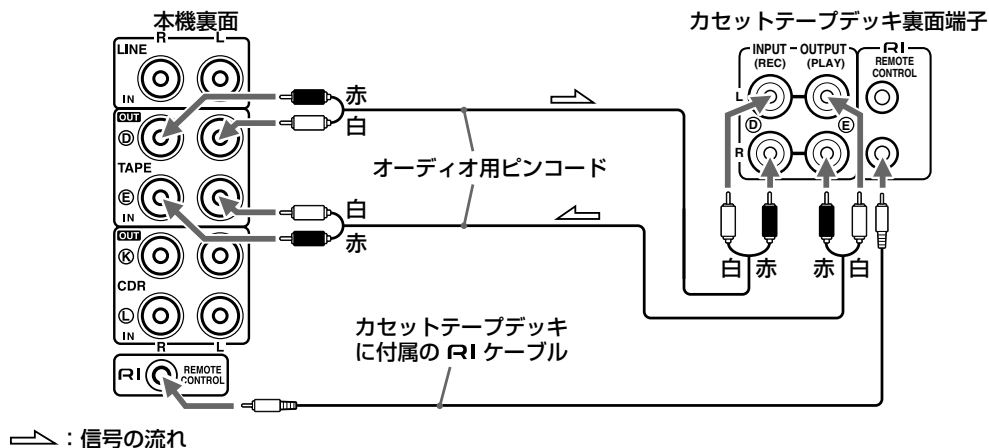 本機裏面
R L
LINE
IN
OUT
Ⓓ
TAPE
Ⓔ
IN
OUT
Ⓚ
CDR
Ⓛ
IN
R L
RI REMOTE CONTROL
赤
白
オーディオ用ピンコード
白
赤
カセットテープデッキ
に付属の RI ケーブル
カセットテープデッキ裏面端子
INPUT OUTPUT
(REC) (PLAY)
RI
REMOTE
CONTROL
L
Ⓓ Ⓔ
R
白 赤 赤 白
：信号の流れ